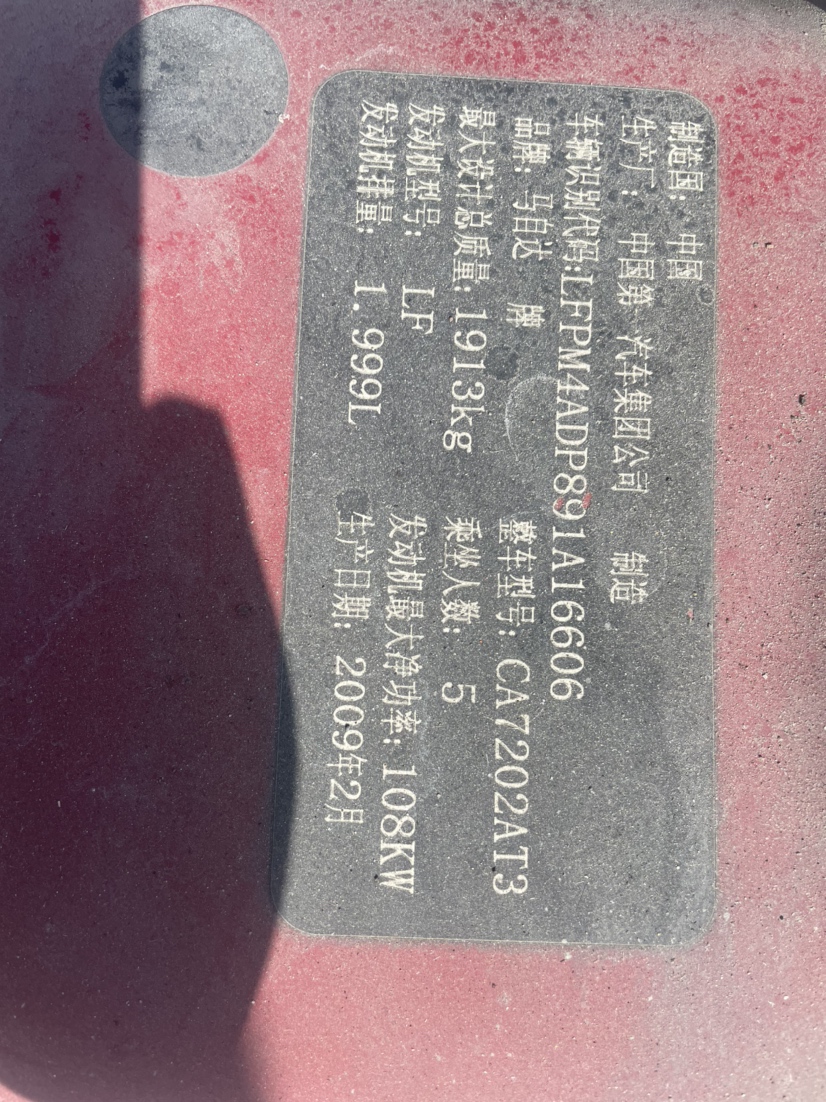 制造国: 中国
生产厂: 中国第一汽车集团公司 制造
车辆识别代码:LFPM4ADP891A16606
品牌: 马自达 牌 整车型号: CA7202AT3
最大设计总质量: 1913kg 乘坐人数: 5
发动机型号: LF 发动机最大净功率: 108KW
发动机排量: 1.999L 生产日期: 2009年2月